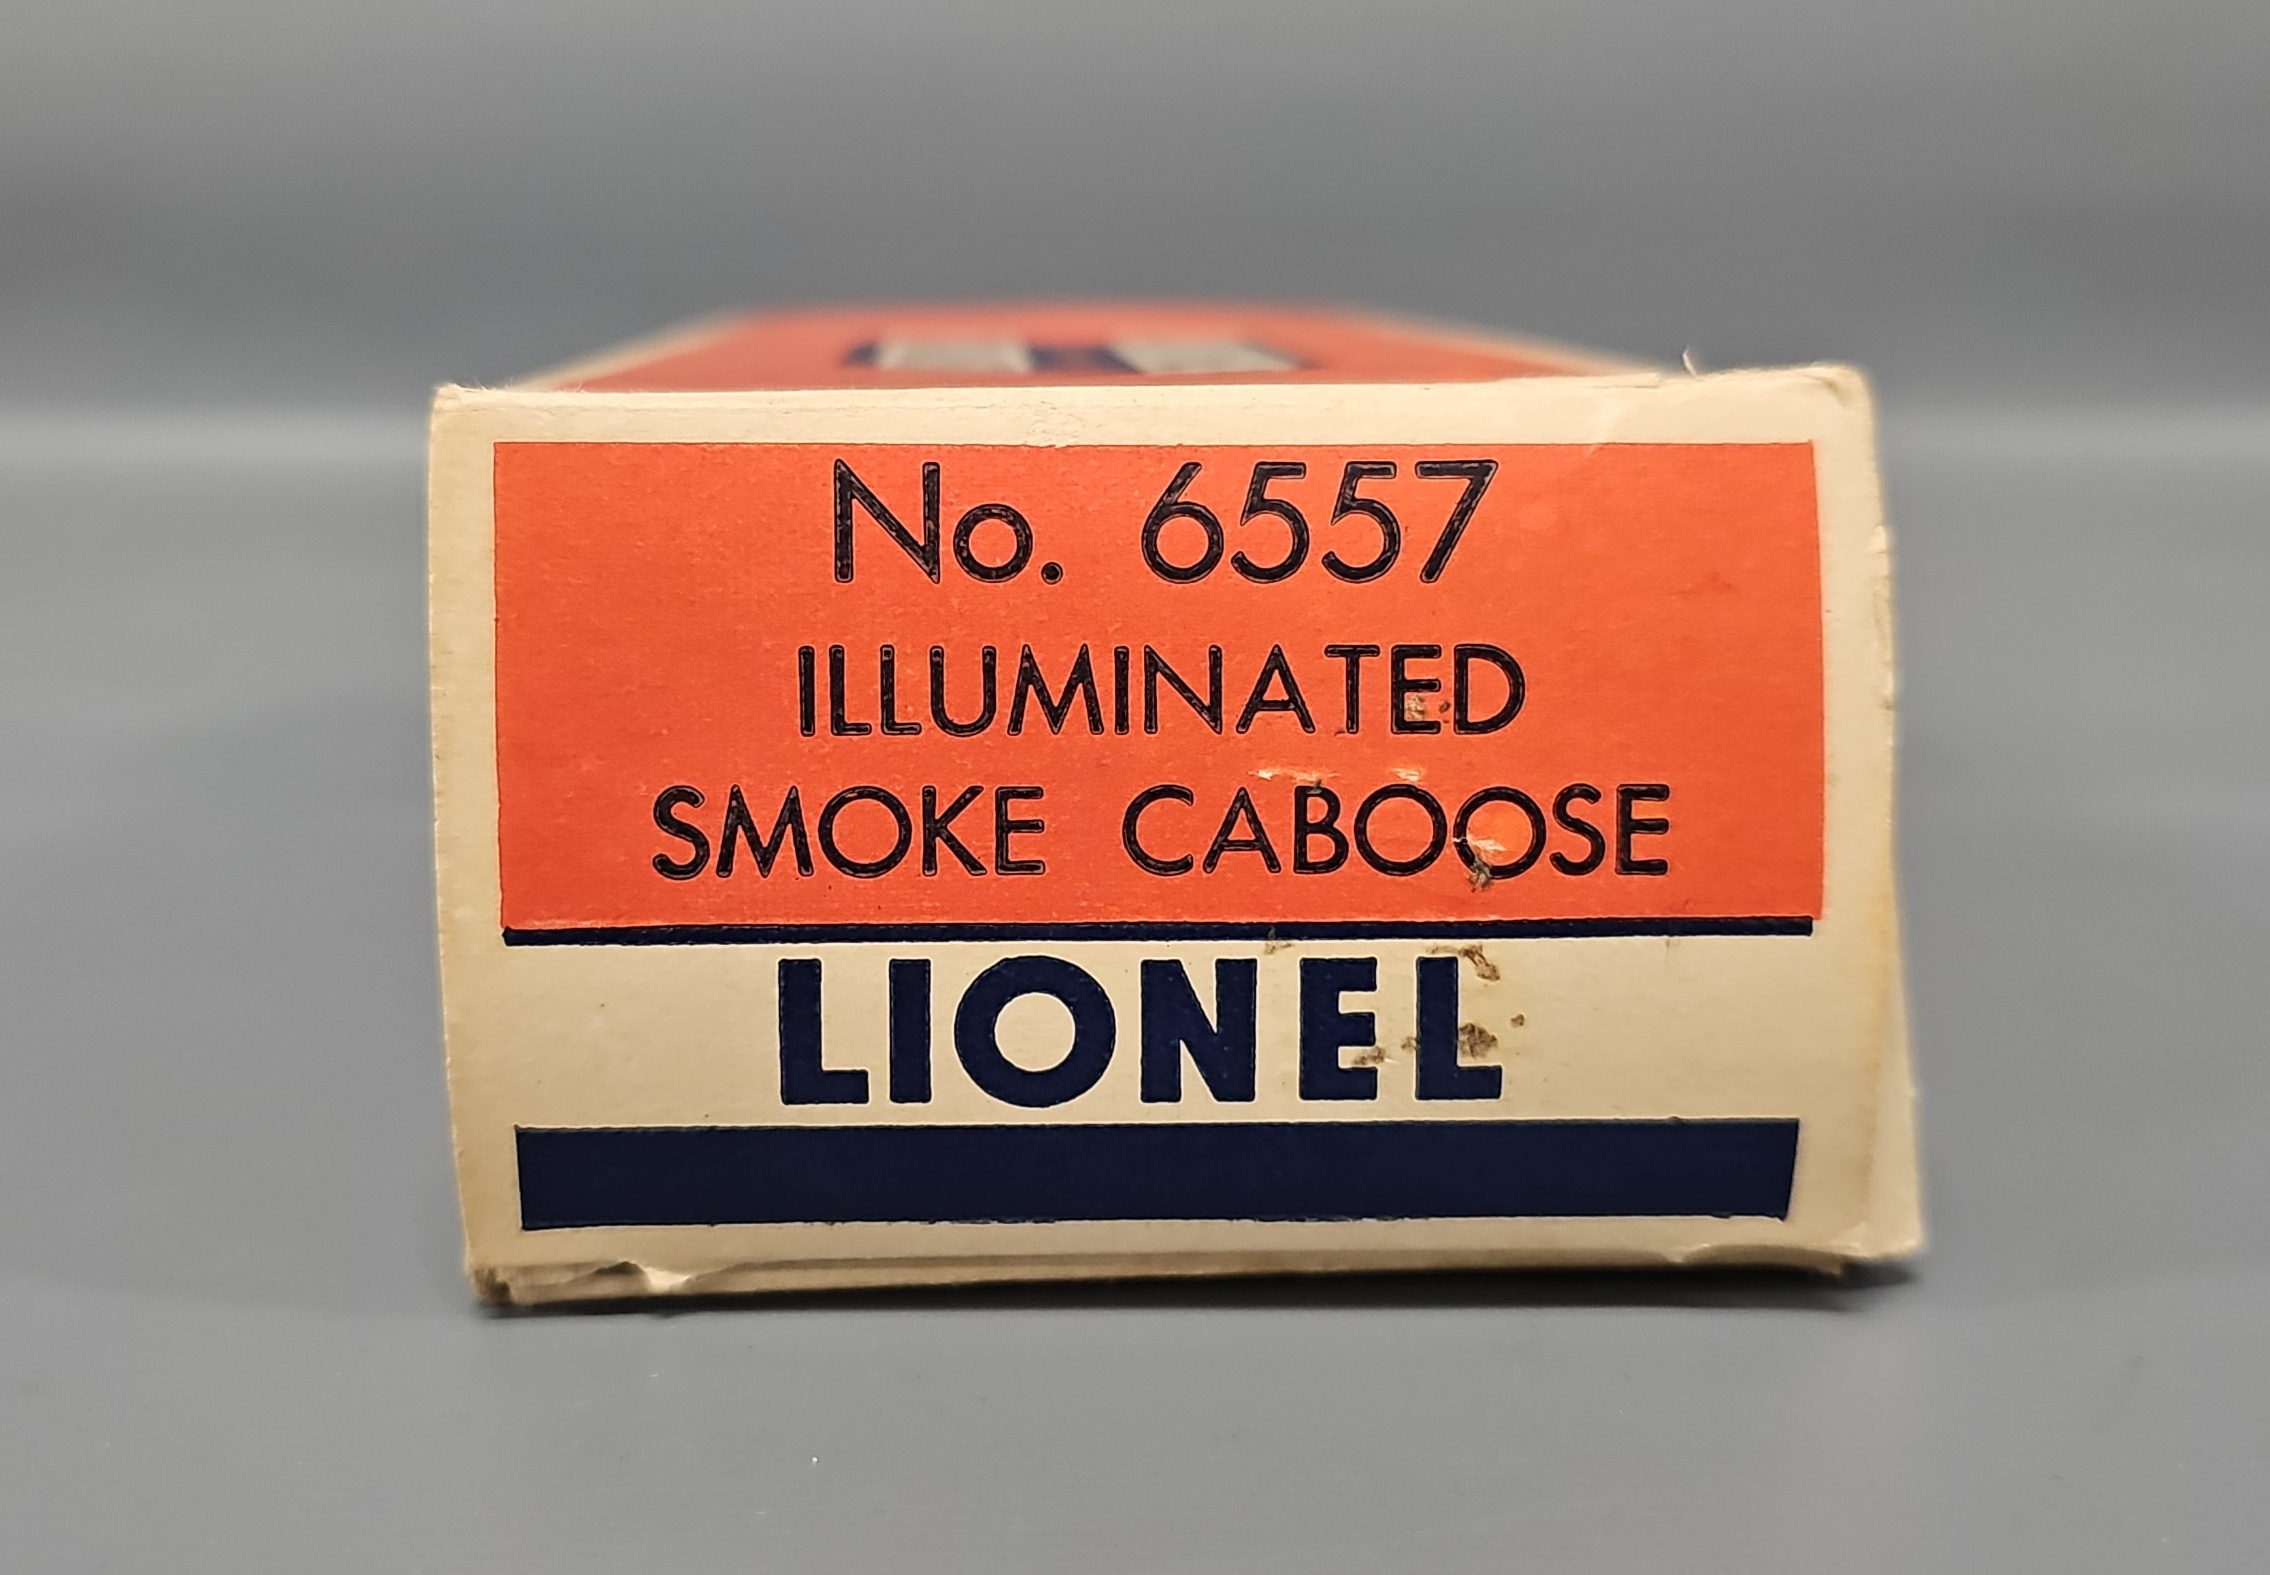 No. 6557
ILLUMINATED
SMOKE CABOOSE
LIONEL